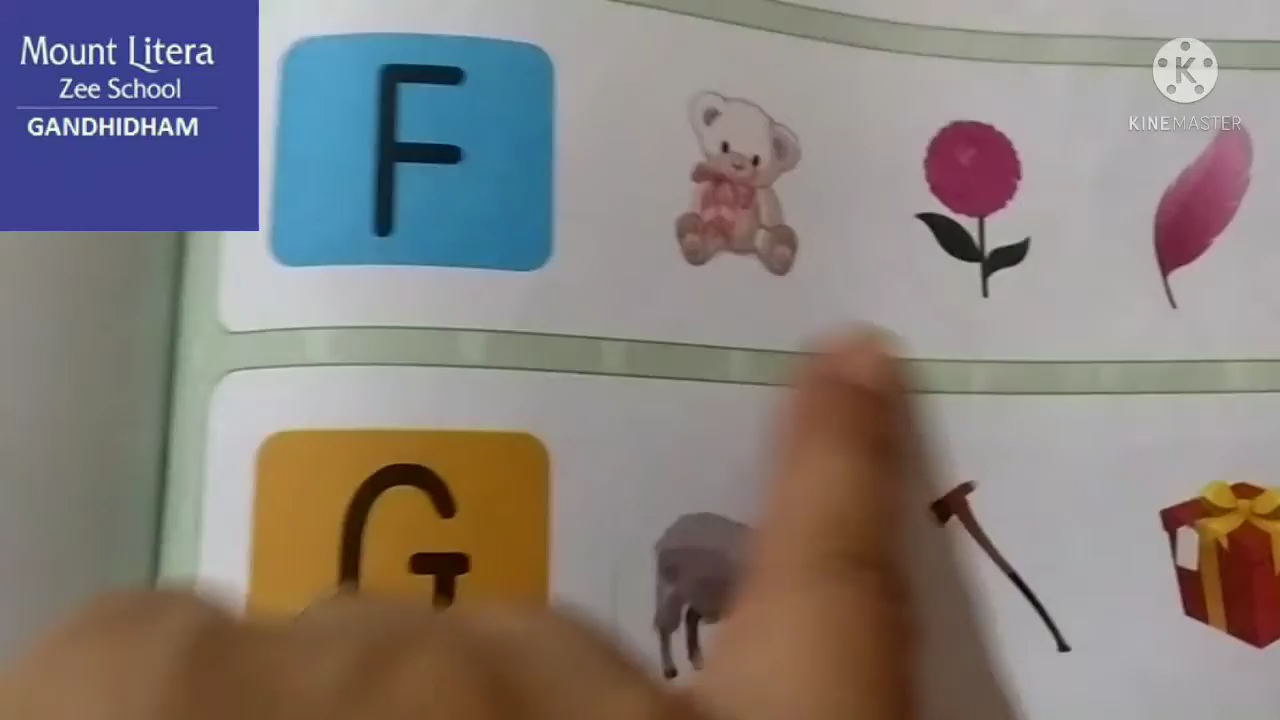 Mount Litera
Zee School
GANDHIDHAM
K
KINEMASTER
F
G